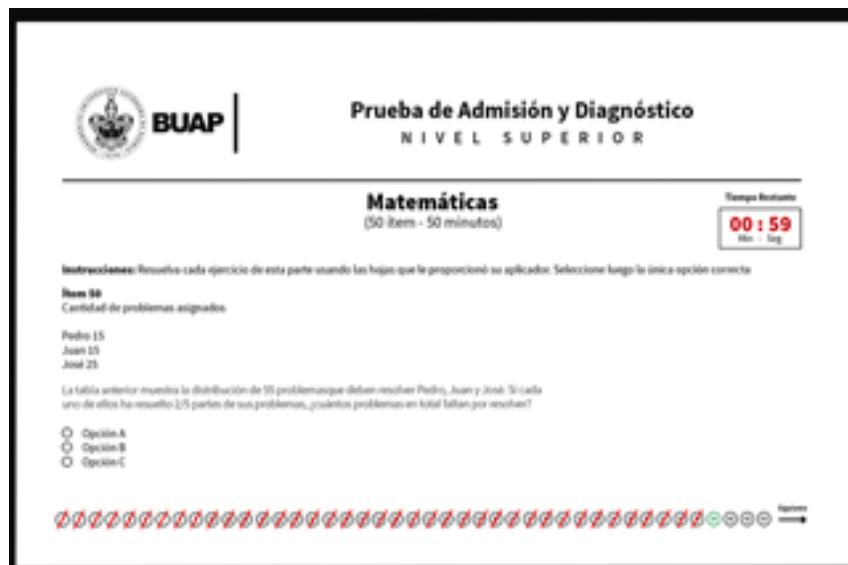 BUAP
Prueba de Admisión y Diagnóstico
NIVEL SUPERIOR
Matemáticas
(50 ítem - 50 minutos)
Tiempo Restante
00 : 59
Min : Seg
Instrucciones: Resuelva cada ejercicio de esta parte usando las hojas que le proporcionó su aplicador. Seleccione luego la única opción correcta
Ítem 50
Cantidad de problemas asignados
Pedro 15
Juan 15
José 25
La tabla anterior muestra la distribución de 55 problemasque deben resolver Pedro, Juan y José. Si cada
uno de ellos ha resuelto 2/5 partes de sus problemas, ¿cuántos problemas en total faltan por resolver?
Opción A
Opción B
Opción C
Siguiente